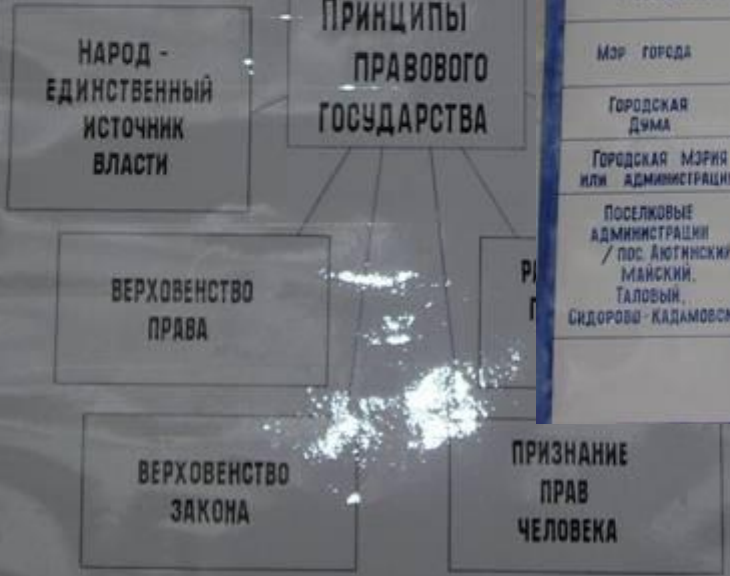 ПРИНЦИПЫ
ПРАВОВОГО
ГОСУДАРСТВА
НАРОД -
ЕДИНСТВЕННЫЙ
ИСТОЧНИК
ВЛАСТИ
ВЕРХОВЕНСТВО
ПРАВА
ВЕРХОВЕНСТВО
ЗАКОНА
ПРИЗНАНИЕ
ПРАВ
ЧЕЛОВЕКА
МЭР ГОРОДА
ГОРОДСКАЯ
ДУМА
ГОРОДСКАЯ МЭРИЯ
ИЛИ
ПОСЕЛКОВЫЕ
АДМИНИСТРАЦИИ
/ ПОС. АЮТИНСКИЙ
МАЙСКИЙ,
ТАЛОВЫЙ,